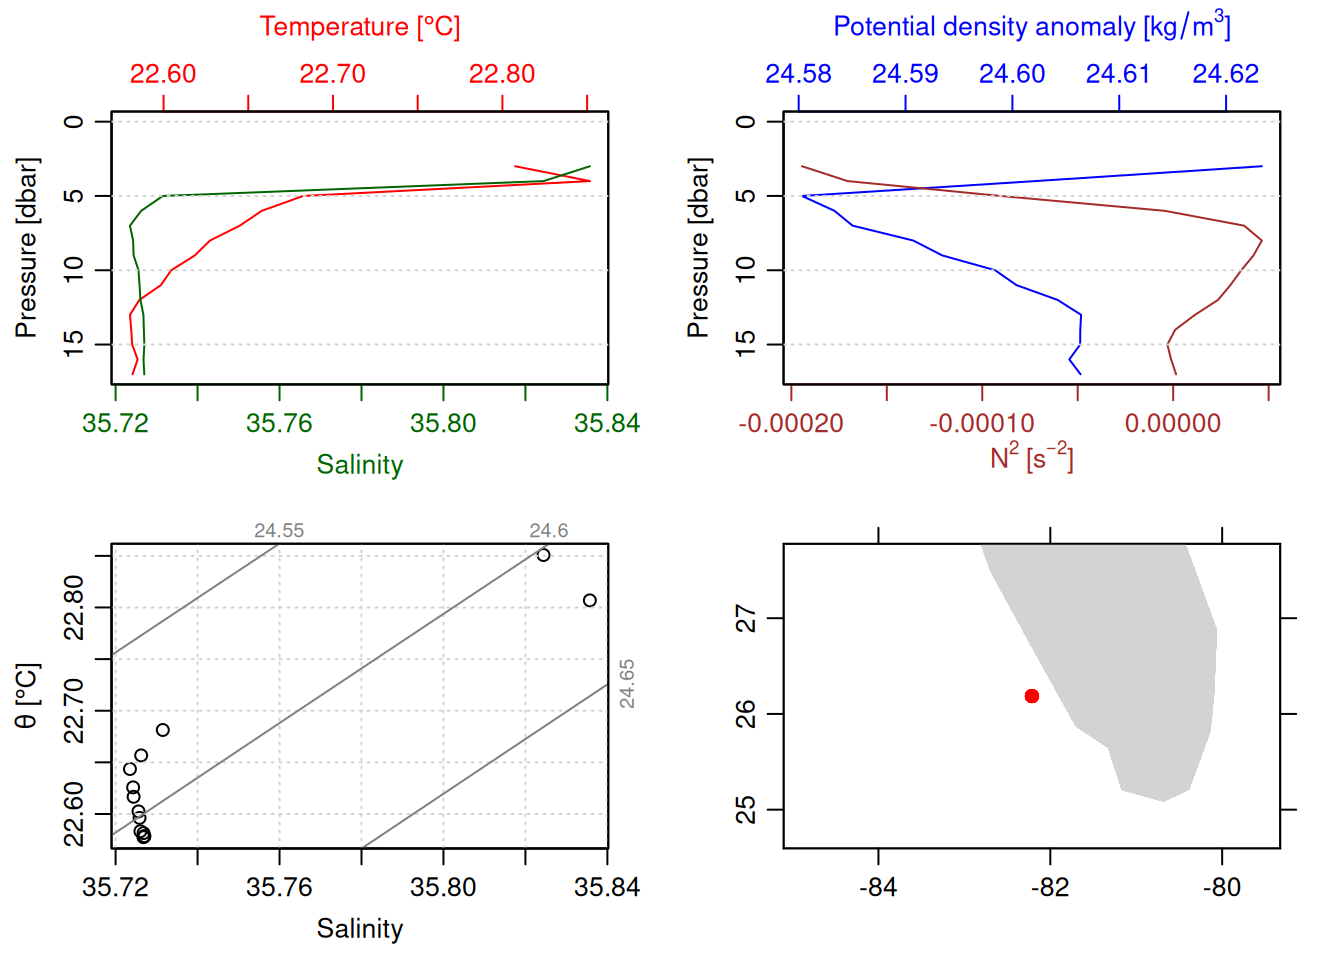 Temperature [°C]
22.60 22.70 22.80
0
5
10
15
Pressure [dbar]
35.72 35.76 35.80 35.84
Salinity
Potential density anomaly [kg/m³]
24.58 24.59 24.60 24.61 24.62
0
5
10
15
Pressure [dbar]
-0.00020 -0.00010 0.00000
N² [s⁻²]
24.55 24.6
24.65
22.80
22.70
22.60
θ [°C]
35.72 35.76 35.80 35.84
Salinity
27
26
25
-84 -82 -80